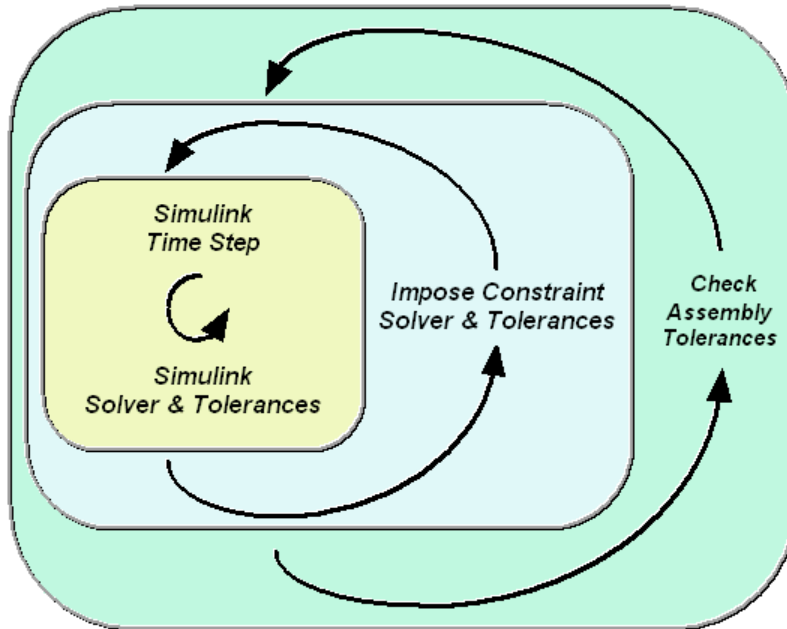 Simulink
Time Step
Simulink
Solver & Tolerances
Impose Constraint
Solver & Tolerances
Check
Assembly
Tolerances